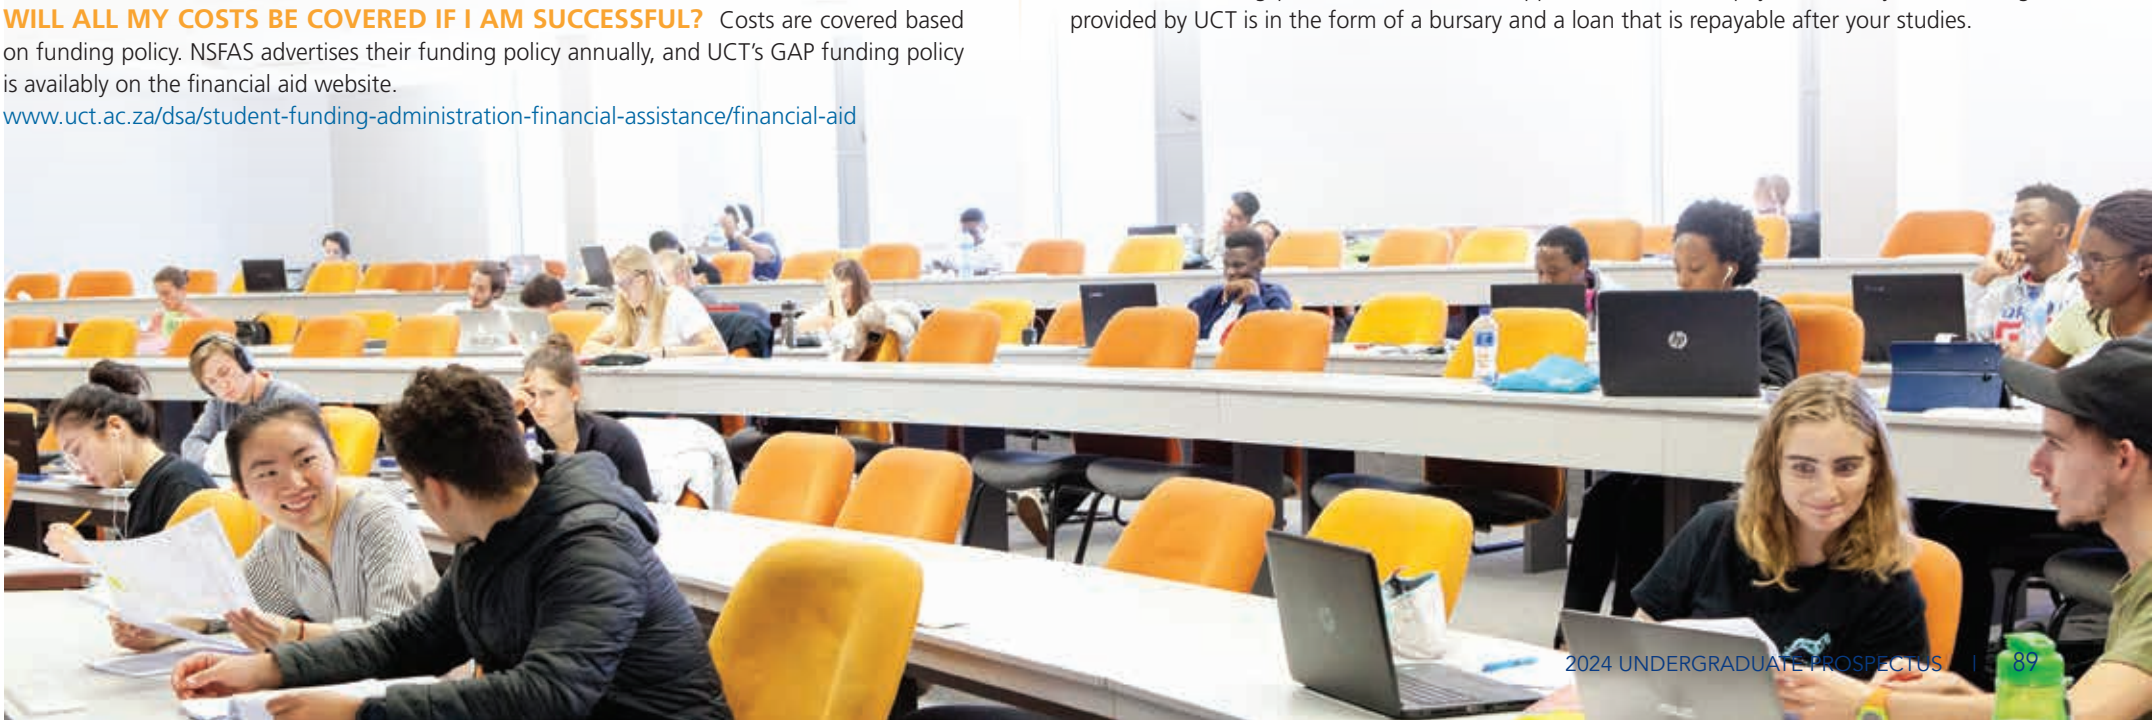 WILL ALL MY COSTS BE COVERED IF I AM SUCCESSFUL? Costs are covered based
on funding policy. NSFAS advertises their funding policy annually, and UCT's GAP funding policy
is availably on the financial aid website.
www.uct.ac.za/dsa/student-funding-administration-financial-assistance/financial-aid
provided by UCT is in the form of a bursary and a loan that is repayable after your studies.
hp
2024 UNDERGRADUATE PROSPECTUS | 89